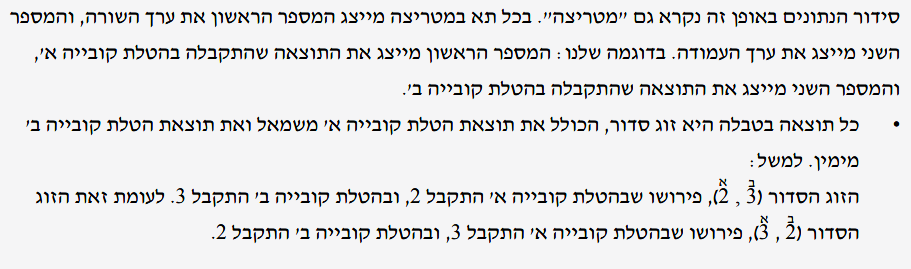 סידור הנתונים באופן זה נקרא גם "מטריצה". בכל תא במטריצה מייצג המספר הראשון את ערך השורה, והמספר
השני מייצג את ערך העמודה. בדוגמה שלנו: המספר הראשון מייצג את התוצאה שהתקבלה בהטלת קובייה א',
והמספר השני מייצג את התוצאה שהתקבלה בהטלת קובייה ב'.
• כל תוצאה בטבלה היא זוג סדור, הכולל את תוצאת הטלת קובייה א' משמאל ואת תוצאת הטלת קובייה ב'
מימין. למשל:
א ב
הזוג הסדור (2 , 3), פירושו שבהטלת קובייה א' התקבל 2, ובהטלת קובייה ב' התקבל 3. לעומת זאת הזוג
א ב
הסדור (3 , 2), פירושו שבהטלת קובייה א' התקבל 3, ובהטלת קובייה ב' התקבל 2.